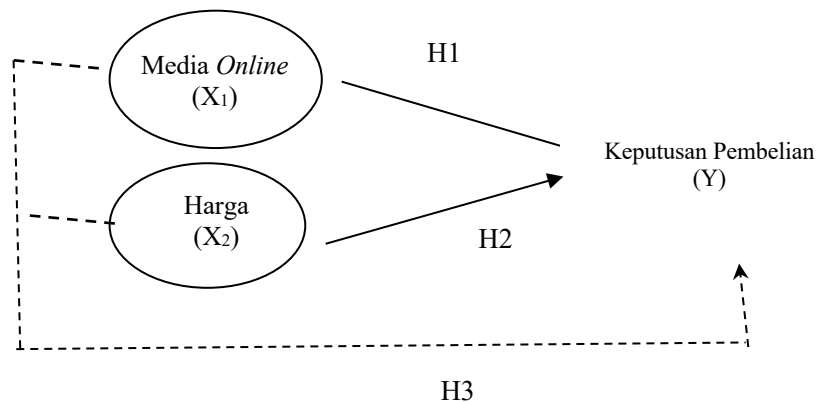 Media Online
(X₁)
H1
Keputusan Pembelian
(Y)
Harga
(X₂)
H2
H3